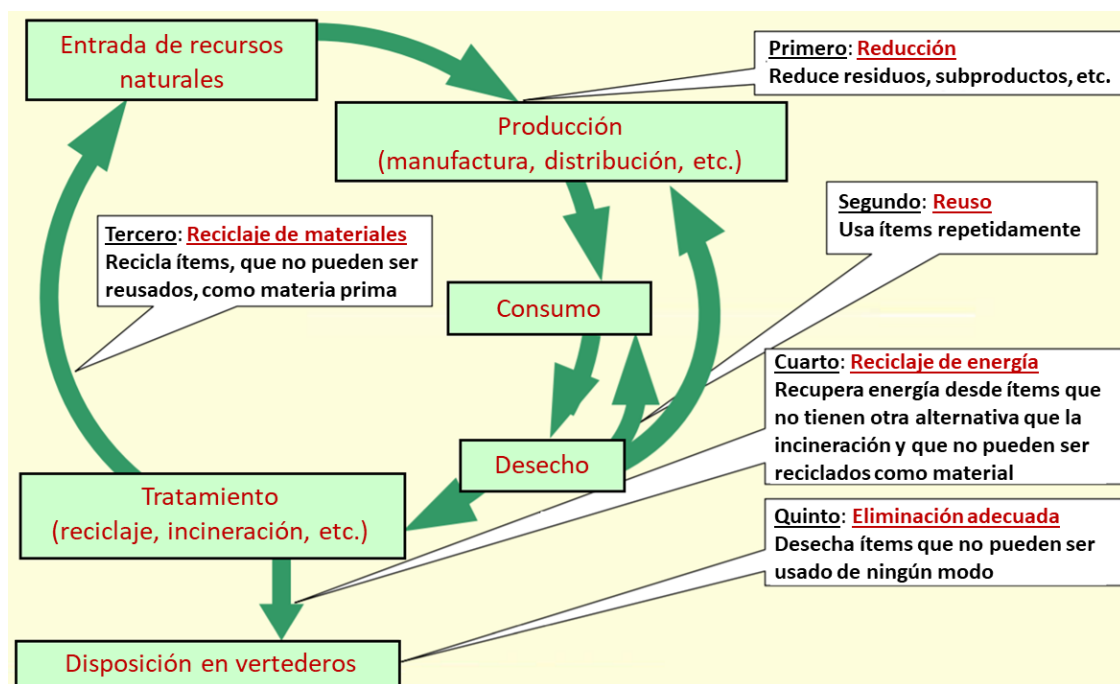 Entrada de recursos
naturales
Primero: Reducción
Reduce residuos, subproductos, etc.
Producción
(manufactura, distribución, etc.)
Segundo: Reuso
Usa ítems repetidamente
Tercero: Reciclaje de materiales
Recicla ítems, que no pueden ser
reusados, como materia prima
Consumo
Cuarto: Reciclaje de energía
Recupera energía desde ítems que
no tienen otra alternativa que la
incineración y que no pueden ser
reciclados como material
Desecho
Tratamiento
(reciclaje, incineración, etc.)
Quinto: Eliminación adecuada
Desecha ítems que no pueden ser
usado de ningún modo
Disposición en vertederos